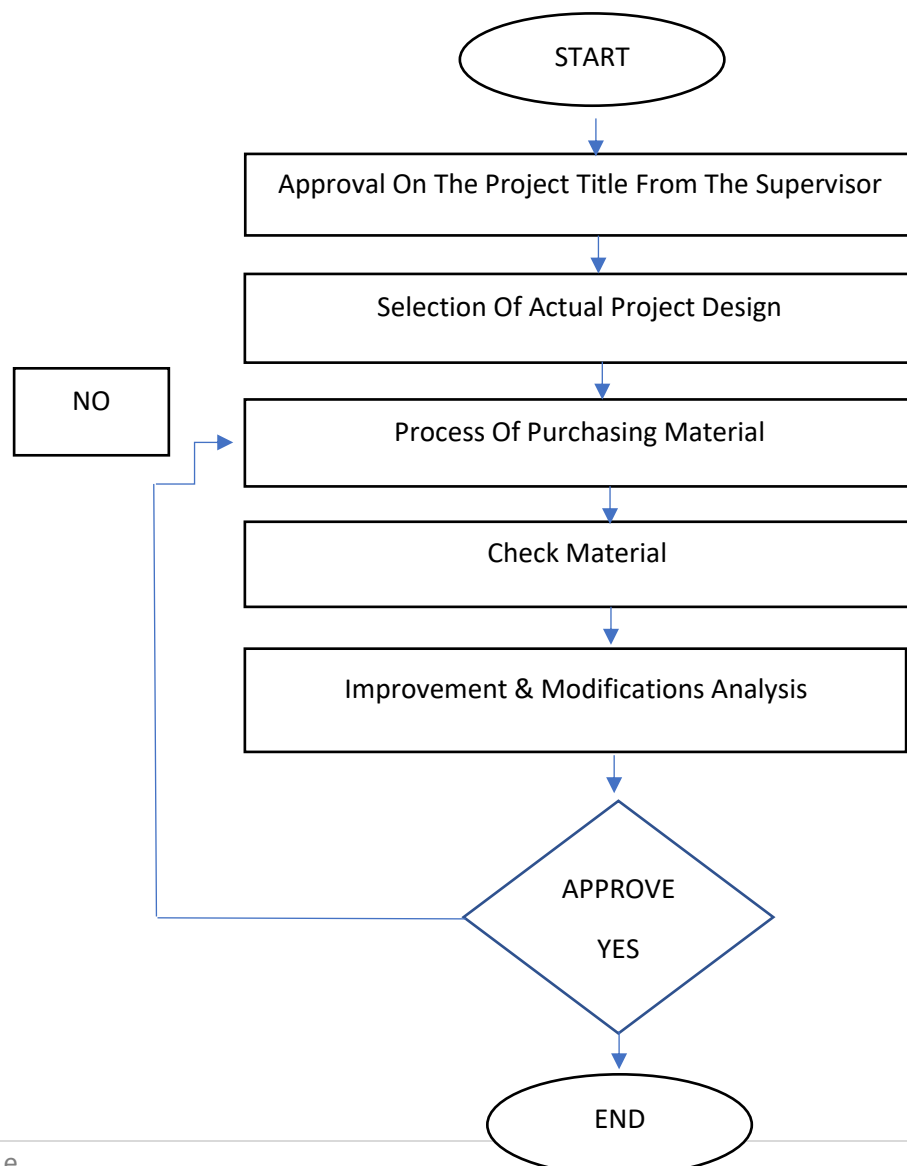 START
Approval On The Project Title From The Supervisor
Selection Of Actual Project Design
NO
Process Of Purchasing Material
Check Material
Improvement & Modifications Analysis
APPROVE
YES
END
e